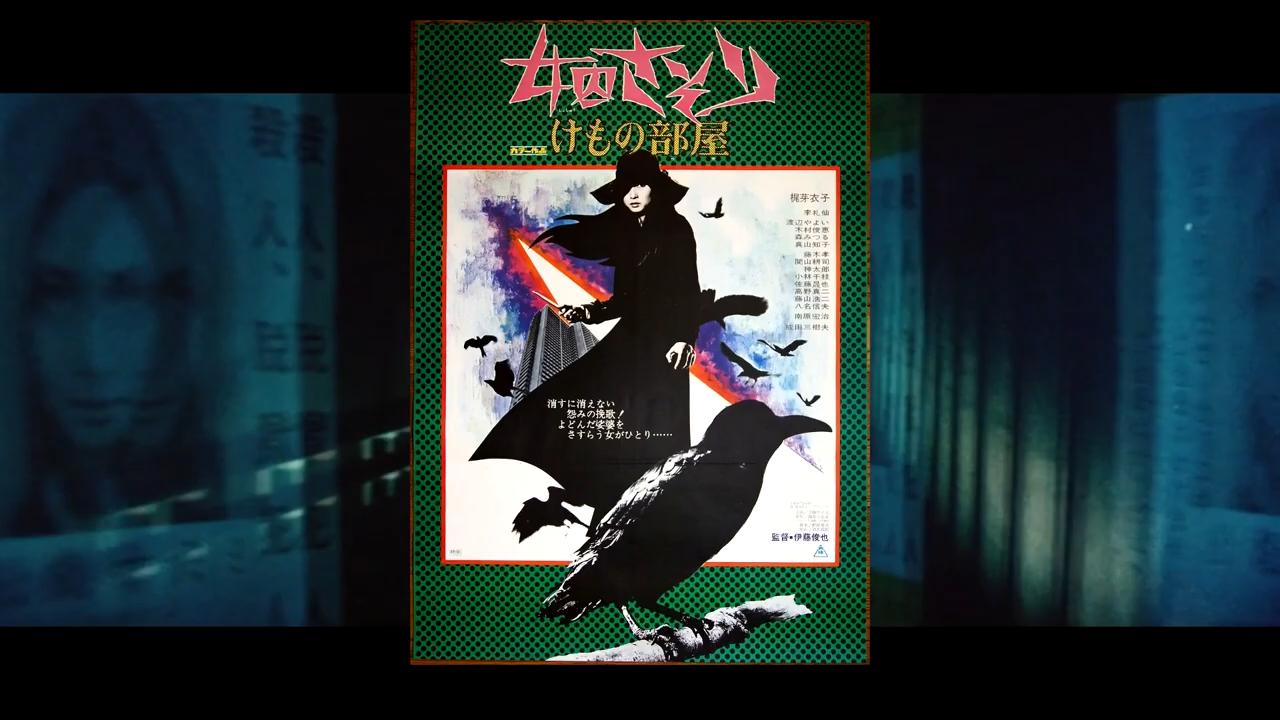 女囚さそり
けもの部屋
カラー作品
梶芽衣子
李礼仙
渡辺やよい
木村俊恵
森みつる
真山知子
藤木孝
関山耕司
神太郎
小林千枝
佐藤晟也
高野真二
藤山浩二
八名信夫
南原宏治
成田三樹夫
消すに消えない
怨みの挽歌!
よどんだ娑婆を
さすらう女がひとり……
監督・伊藤俊也